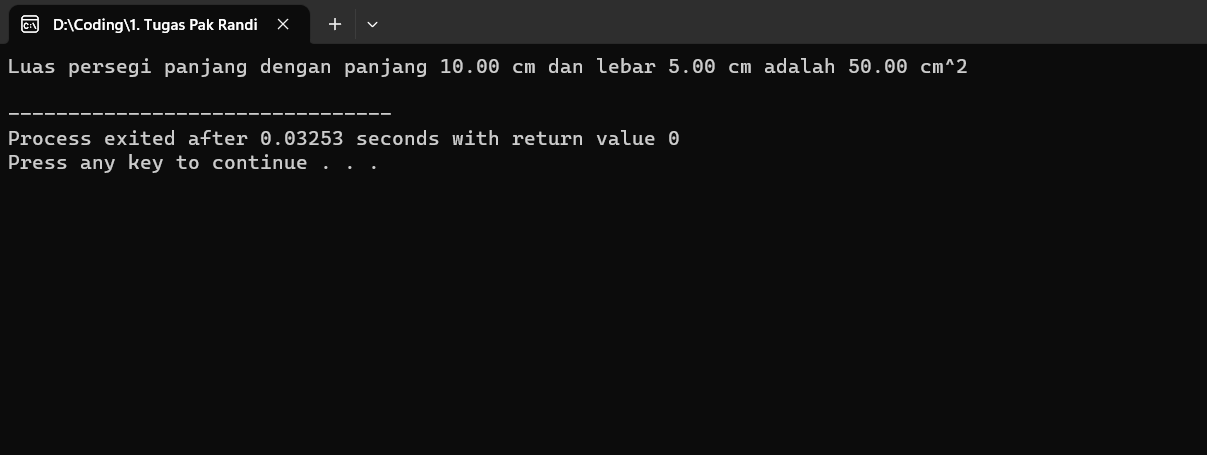 D:\Coding\1. Tugas Pak Randi
Luas persegi panjang dengan panjang 10.00 cm dan lebar 5.00 cm adalah 50.00 cm^2
--------------------------------
Process exited after 0.03253 seconds with return value 0
Press any key to continue . . .